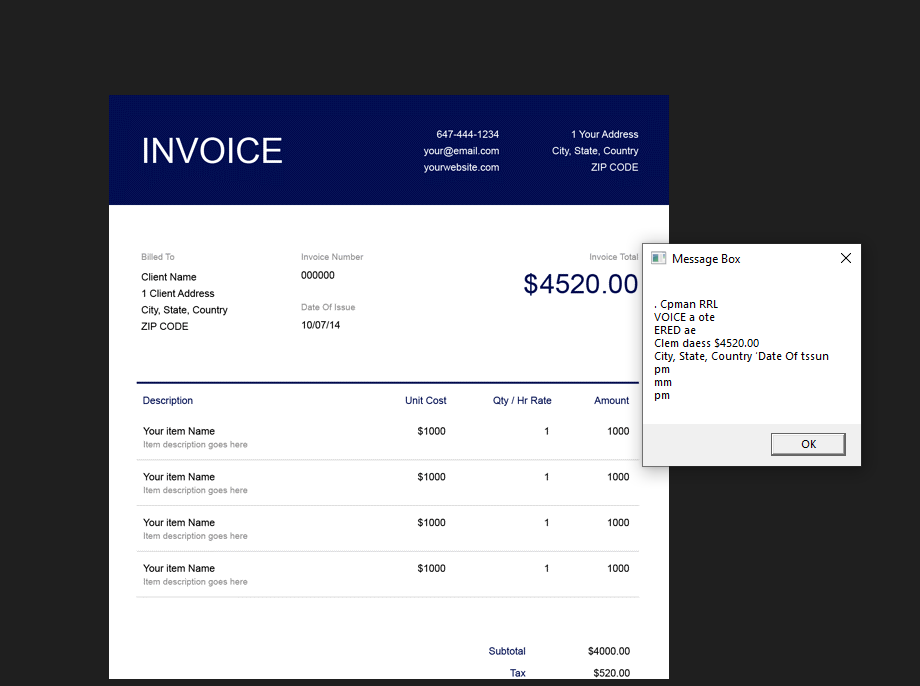 INVOICE
647-444-1234
your@email.com
yourwebsite.com
1 Your Address
City, State, Country
ZIP CODE
Billed To
Client Name
1 Client Address
City, State, Country
ZIP CODE
Invoice Number
000000
Date Of Issue
10/07/14
Invoice Total
$4520.00
Description Unit Cost Qty / Hr Rate Amount
Your item Name $1000 1 1000
Item description goes here
Your item Name $1000 1 1000
Item description goes here
Your item Name $1000 1 1000
Item description goes here
Your item Name $1000 1 1000
Item description goes here
Subtotal $4000.00
Tax $520.00
Message Box
. Cpman RRL
VOICE a ote
ERED ae
Clem daess $4520.00
City, State, Country 'Date Of tssun
pm
mm
pm
OK